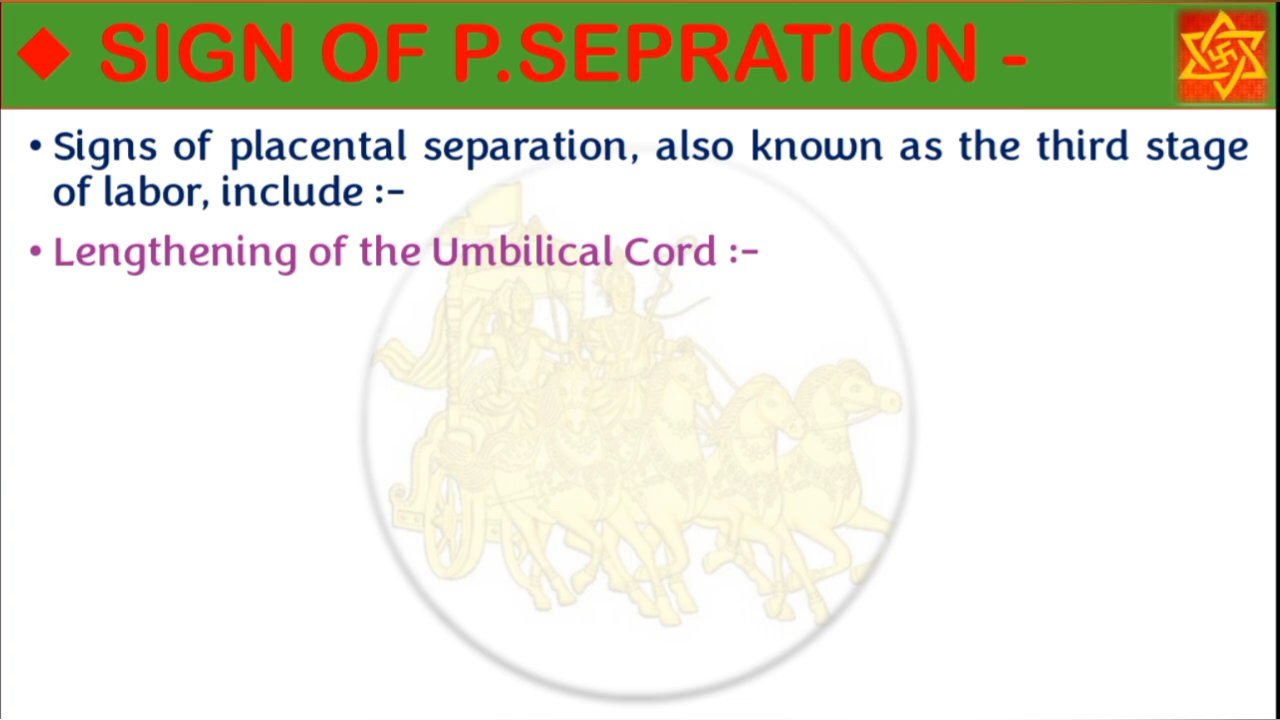 ◆ SIGN OF P.SEPRATION -
• Signs of placental separation, also known as the third stage
of labor, include :-
• Lengthening of the Umbilical Cord :-